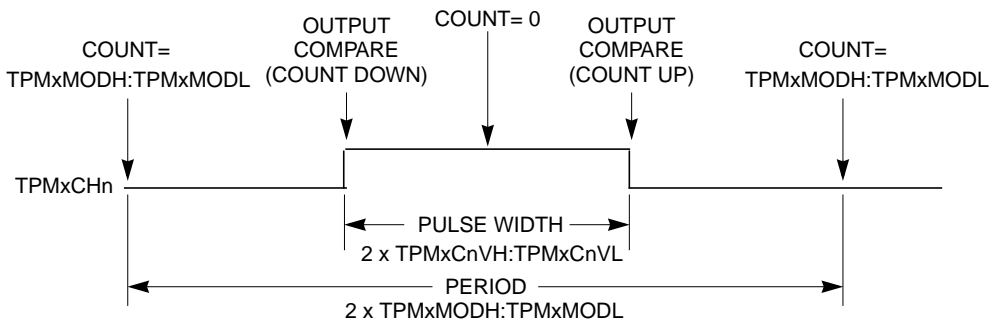 COUNT=
TPMxMODH:TPMxMODL
OUTPUT
COMPARE
(COUNT DOWN)
COUNT= 0
OUTPUT
COMPARE
(COUNT UP)
COUNT=
TPMxMODH:TPMxMODL
TPMxCHn
PULSE WIDTH
2 x TPMxCnVH:TPMxCnVL
PERIOD
2 x TPMxMODH:TPMxMODL